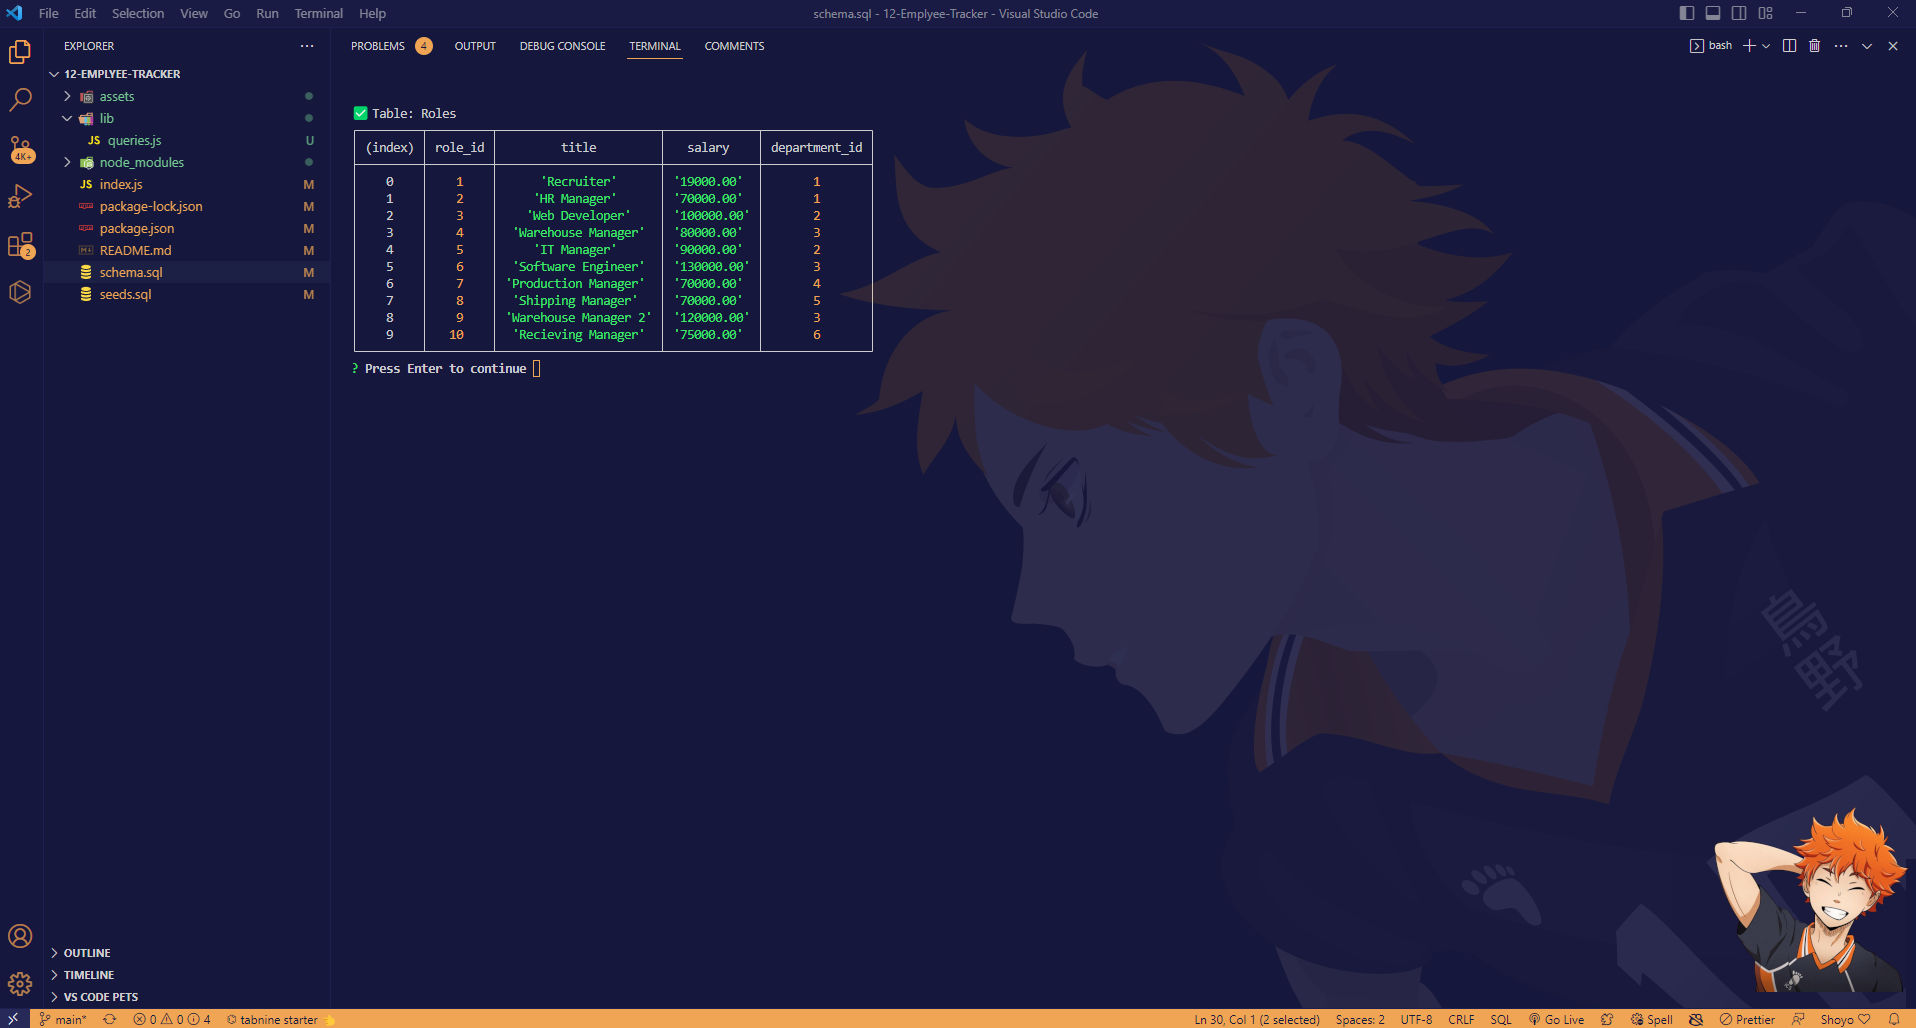 File Edit Selection View Go Run Terminal Help
schema.sql - 12-Emplyee-Tracker - Visual Studio Code
EXPLORER
12-EMPLYEE-TRACKER
assets
lib
JS queries.js U
node_modules
JS index.js M
package-lock.json M
package.json M
README.md M
schema.sql M
seeds.sql M
4K+
2
OUTLINE
TIMELINE
VS CODE PETS
PROBLEMS 4 OUTPUT DEBUG CONSOLE TERMINAL COMMENTS
bash
Table: Roles
(index) role_id title salary department_id
0 1 'Recruiter' '19000.00' 1
1 2 'HR Manager' '70000.00' 1
2 3 'Web Developer' '100000.00' 2
3 4 'Warehouse Manager' '80000.00' 3
4 5 'IT Manager' '90000.00' 2
5 6 'Software Engineer' '130000.00' 3
6 7 'Production Manager' '70000.00' 4
7 8 'Shipping Manager' '70000.00' 5
8 9 'Warehouse Manager 2' '120000.00' 3
9 10 'Recieving Manager' '75000.00' 6
? Press Enter to continue
烏野
main* 0 0 4 tabnine starter
Ln 30, Col 1 (2 selected) Spaces: 2 UTF-8 CRLF SQL Go Live Spell Prettier Shoyo